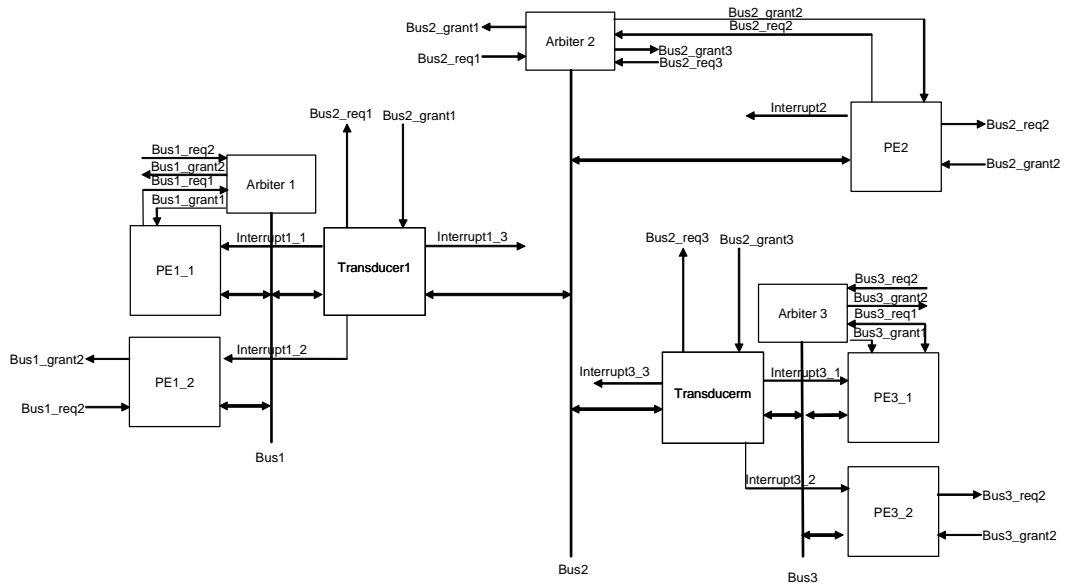 Bus2_grant1
Bus2_req1
Arbiter 2
Bus2_grant2
Bus2_req2
Bus2_grant3
Bus2_req3
Interrupt2
PE2
Bus2_req2
Bus2_grant2
Bus2_req1
Bus2_grant1
Bus1_req2
Bus1_grant2
Bus1_req1
Bus1_grant1
Arbiter 1
PE1_1
Interrupt1_1
Transducer1
Interrupt1_3
Interrupt1_2
Bus1_grant2
Bus1_req2
PE1_2
Bus1
Bus2_req3
Bus2_grant3
Arbiter 3
Bus3_req2
Bus3_grant2
Bus3_req1
Bus3_grant1
Interrupt3_3
Transducerm
Interrupt3_1
PE3_1
Interrupt3_2
PE3_2
Bus3_req2
Bus3_grant2
Bus2
Bus3